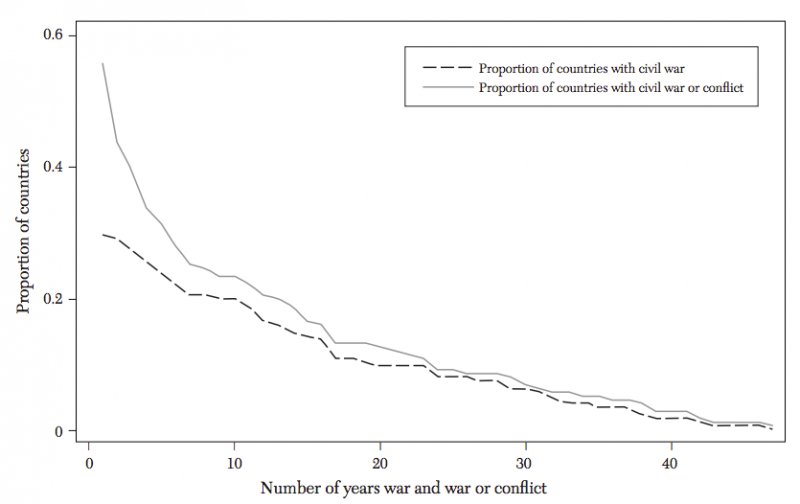 0.6
Proportion of countries with civil war
Proportion of countries with civil war or conflict
0.4
0.2
0
Proportion of countries
0 10 20 30 40
Number of years war and war or conflict